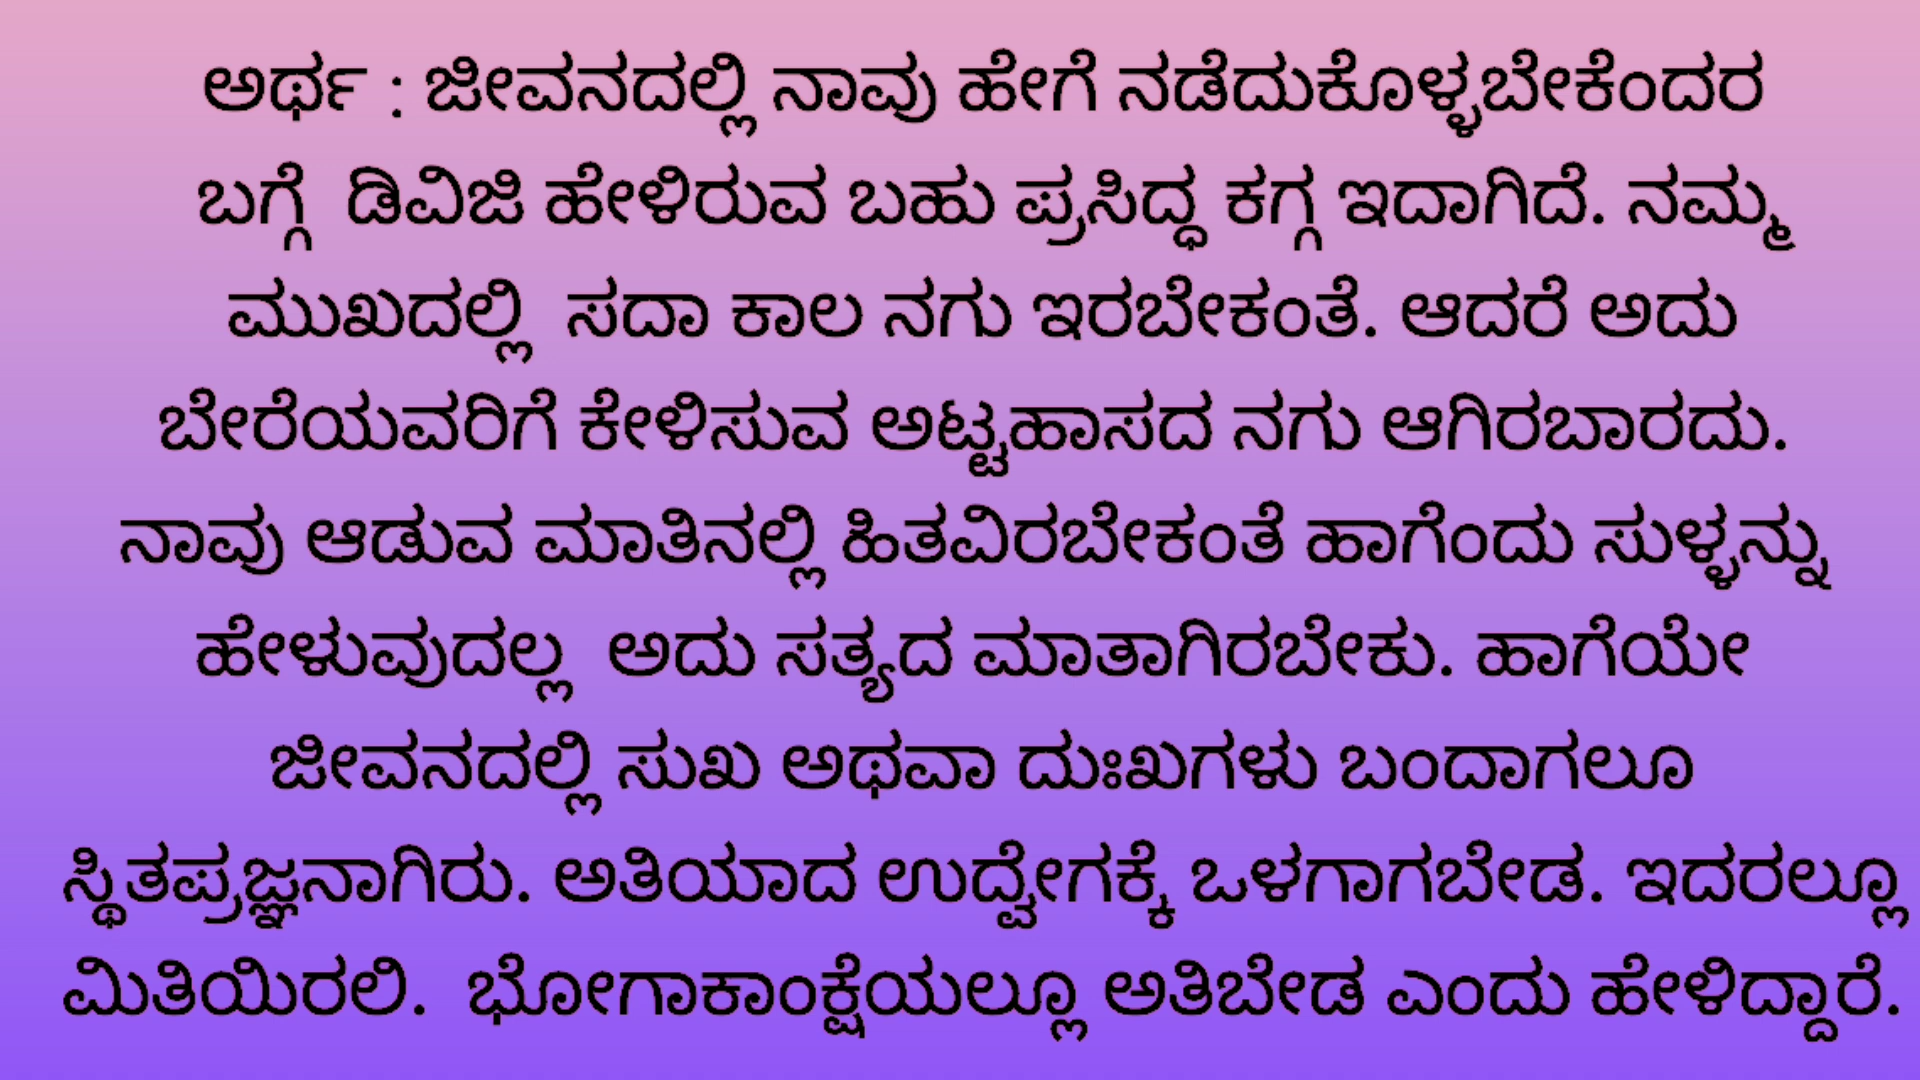 ಅರ್ಥ : ಜೀವನದಲ್ಲಿ ನಾವು ಹೇಗೆ ನಡೆದುಕೊಳ್ಳಬೇಕೆಂದರ
ಬಗ್ಗೆ ಡಿವಿಜಿ ಹೇಳಿರುವ ಬಹು ಪ್ರಸಿದ್ಧ ಕಗ್ಗ ಇದಾಗಿದೆ. ನಮ್ಮ
ಮುಖದಲ್ಲಿ ಸದಾ ಕಾಲ ನಗು ಇರಬೇಕಂತೆ. ಆದರೆ ಅದು
ಬೇರೆಯವರಿಗೆ ಕೇಳಿಸುವ ಅಟ್ಟಹಾಸದ ನಗು ಆಗಿರಬಾರದು.
ನಾವು ಆಡುವ ಮಾತಿನಲ್ಲಿ ಹಿತವಿರಬೇಕಂತೆ ಹಾಗೆಂದು ಸುಳ್ಳನ್ನು
ಹೇಳುವುದಲ್ಲ ಅದು ಸತ್ಯದ ಮಾತಾಗಿರಬೇಕು. ಹಾಗೆಯೇ
ಜೀವನದಲ್ಲಿ ಸುಖ ಅಥವಾ ದುಃಖಗಳು ಬಂದಾಗಲೂ
ಸ್ಥಿತಪ್ರಜ್ಞನಾಗಿರು. ಅತಿಯಾದ ಉದ್ವೇಗಕ್ಕೆ ಒಳಗಾಗಬೇಡ. ಇದರಲ್ಲೂ
ಮಿತಿಯಿರಲಿ. ಭೋಗಾಕಾಂಕ್ಷೆಯಲ್ಲೂ ಅತಿಬೇಡ ಎಂದು ಹೇಳಿದ್ದಾರೆ.